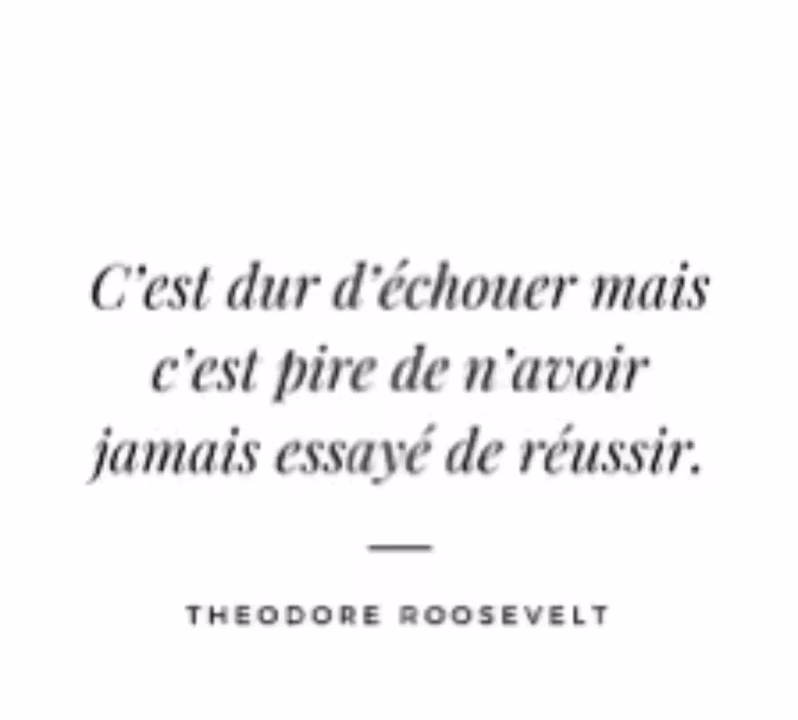 C’est dur d’échouer mais
c’est pire de n’avoir
jamais essayé de réussir.
THEODORE ROOSEVELT